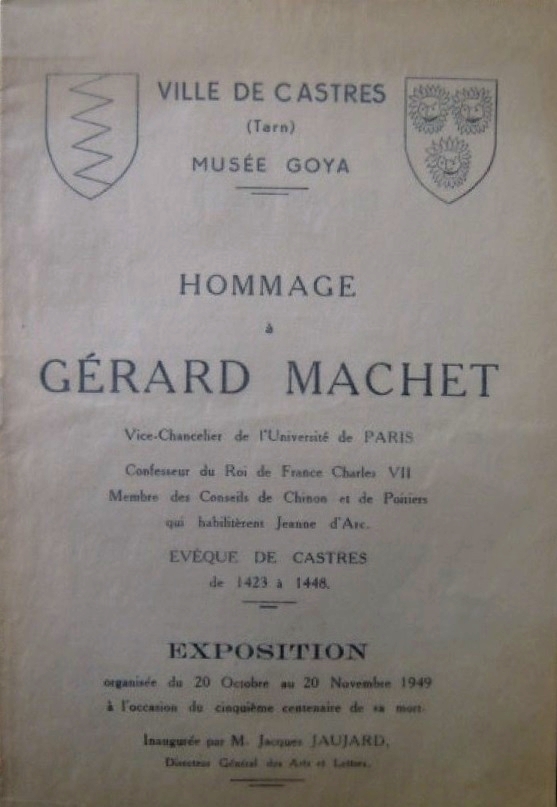 VILLE DE CASTRES
(Tarn)
MUSÉE GOYA
HOMMAGE
à
GÉRARD MACHET
Vice-Chancelier de l'Université de PARIS
Confesseur du Roi de France Charles VII
Membre des Conseils de Chinon et de Poitiers
qui habilitèrent Jeanne d'Arc.
EVÊQUE DE CASTRES
de 1423 à 1448.
EXPOSITION
organisée du 20 Octobre au 20 Novembre 1949
à l'occasion du cinquième centenaire de sa mort.
Inaugurée par M. Jacques JAUJARD,
Directeur Général des Arts et Lettres.